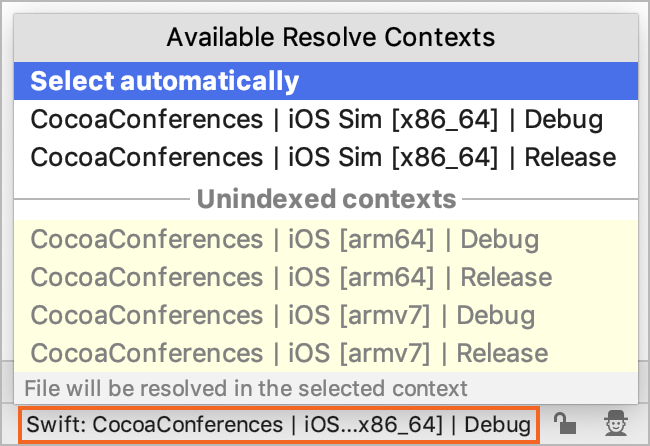 Available Resolve Contexts
Select automatically
CocoaConferences | iOS Sim [x86_64] | Debug
CocoaConferences | iOS Sim [x86_64] | Release
Unindexed contexts
CocoaConferences | iOS [arm64] | Debug
CocoaConferences | iOS [arm64] | Release
CocoaConferences | iOS [armv7] | Debug
CocoaConferences | iOS [armv7] | Release
File will be resolved in the selected context
Swift: CocoaConferences | iOS...x86_64] | Debug